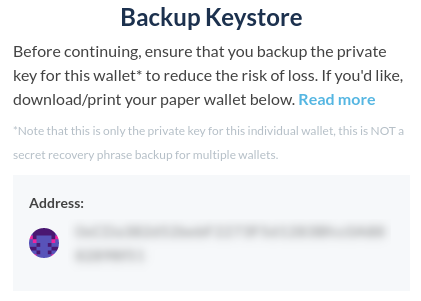 Backup Keystore
Before continuing, ensure that you backup the private
key for this wallet* to reduce the risk of loss. If you'd like,
download/print your paper wallet below. Read more
*Note that this is only the private key for this individual wallet, this is NOT a
secret recovery phrase backup for multiple wallets.
Address: